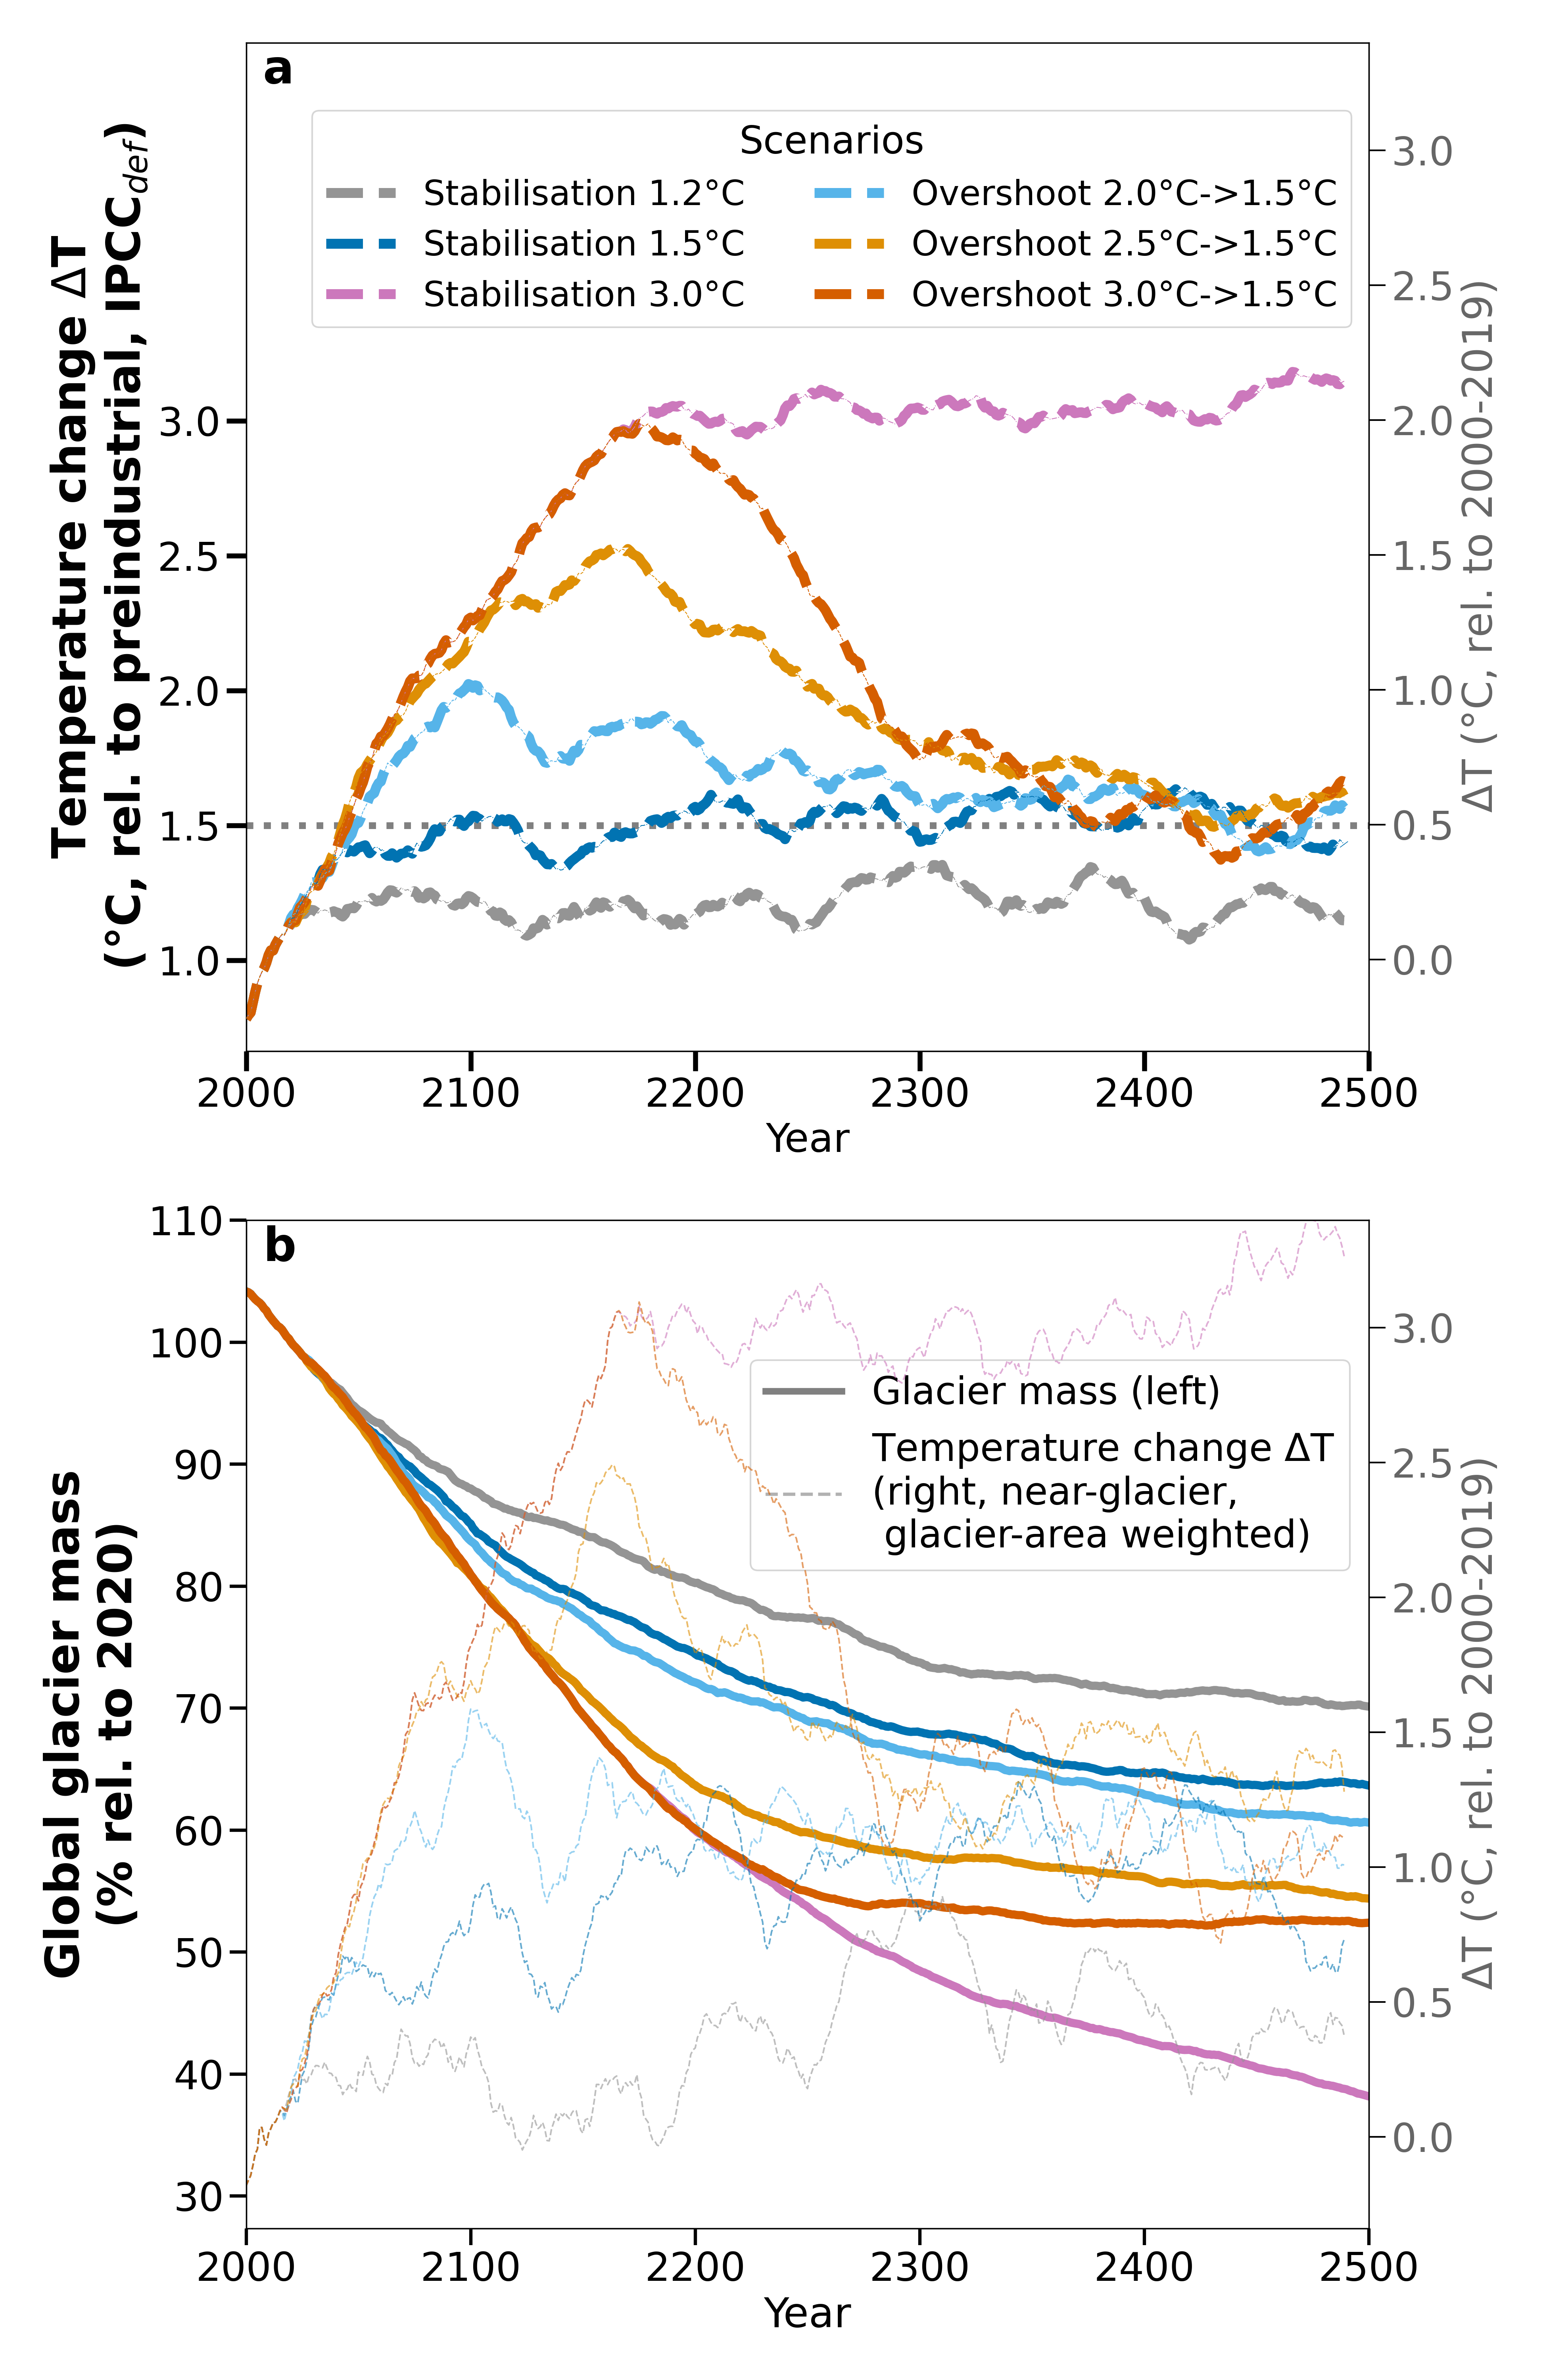 a
Scenarios
Stabilisation 1.2°C
Stabilisation 1.5°C
Stabilisation 3.0°C
Overshoot 2.0°C->1.5°C
Overshoot 2.5°C->1.5°C
Overshoot 3.0°C->1.5°C
Temperature change ΔT
(°C, rel. to preindustrial, IPCCdef)
3.0
2.5
2.0
1.5
1.0
3.0
2.5
2.0
1.5
1.0
0.5
0.0
ΔT (°C, rel. to 2000-2019)
2000 2100 2200 2300 2400 2500
Year
b
Glacier mass (left)
Temperature change ΔT
(right, near-glacier,
glacier-area weighted)
Global glacier mass
(% rel. to 2020)
110
100
90
80
70
60
50
40
30
3.0
2.5
2.0
1.5
1.0
0.5
0.0
ΔT (°C, rel. to 2000-2019)
2000 2100 2200 2300 2400 2500
Year